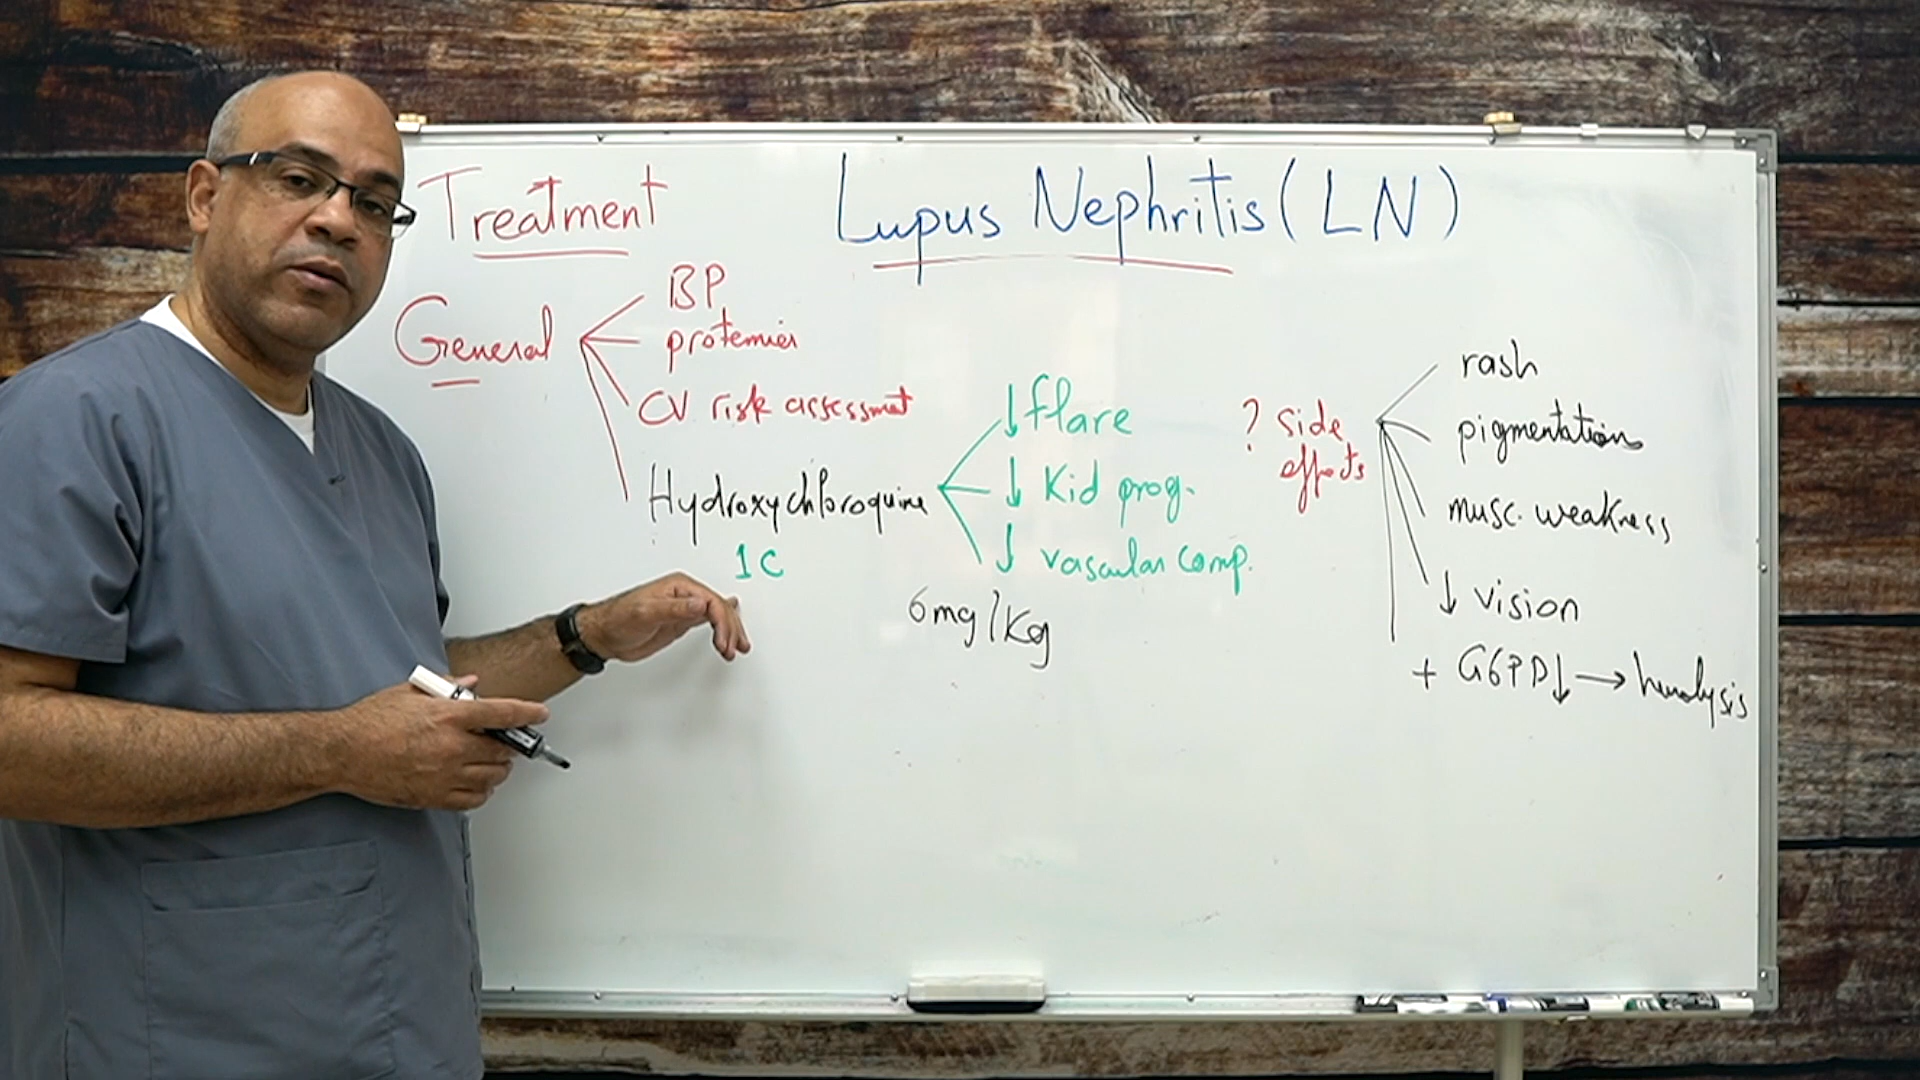 Treatment
Lupus Nephritis (LN)
General
BP
CV risk assessment
Hydroxychloroquine
1C
↓ flare
↓ Kid prog.
↓ vascular comp.
6mg/Kg
? side
effects
rash
pigmentation
musc. weakness
↓ vision
+ G6PD↓ → hemolysis